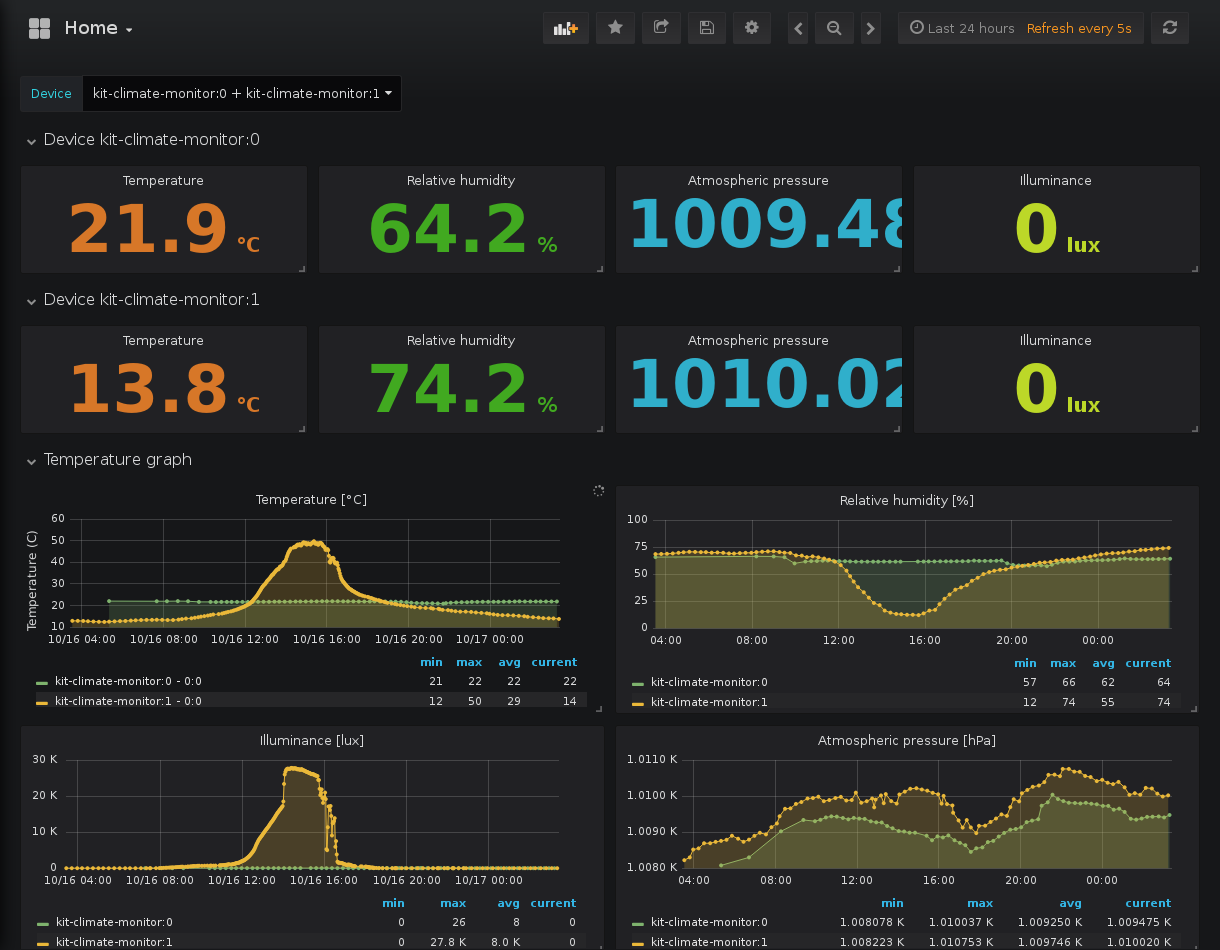 Home
Last 24 hours Refresh every 5s
Device kit-climate-monitor:0 + kit-climate-monitor:1
Device kit-climate-monitor:0
Temperature Relative humidity Atmospheric pressure Illuminance
21.9 °C 64.2 % 1009.48 0 lux
Device kit-climate-monitor:1
Temperature Relative humidity Atmospheric pressure Illuminance
13.8 °C 74.2 % 1010.02 0 lux
Temperature graph
Temperature [°C]
Temperature (C)
60
50
40
30
20
10
10/16 04:00 10/16 08:00 10/16 12:00 10/16 16:00 10/16 20:00 10/17 00:00
min max avg current
kit-climate-monitor:0 - 0:0 21 22 22 22
kit-climate-monitor:1 - 0:0 12 50 29 14
Relative humidity [%]
100
75
50
25
0
04:00 08:00 12:00 16:00 20:00 00:00
min max avg current
kit-climate-monitor:0 57 66 62 64
kit-climate-monitor:1 12 74 55 74
Illuminance [lux]
30 K
20 K
10 K
0
10/16 04:00 10/16 08:00 10/16 12:00 10/16 16:00 10/16 20:00 10/17 00:00
min max avg current
kit-climate-monitor:0 0 26 8 0
kit-climate-monitor:1 0 27.8 K 8.0 K 0
Atmospheric pressure [hPa]
1.0110 K
1.0100 K
1.0090 K
1.0080 K
04:00 08:00 12:00 16:00 20:00 00:00
min max avg current
kit-climate-monitor:0 1.008078 K 1.010037 K 1.009250 K 1.009475 K
kit-climate-monitor:1 1.008223 K 1.010753 K 1.009746 K 1.010020 K